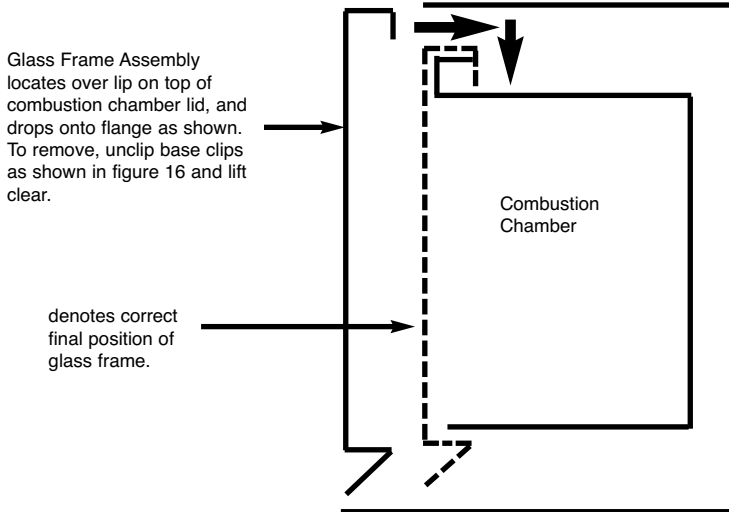 Glass Frame Assembly
locates over lip on top of
combustion chamber lid, and
drops onto flange as shown.
To remove, unclip base clips
as shown in figure 16 and lift
clear.
Combustion
Chamber
denotes correct
final position of
glass frame.